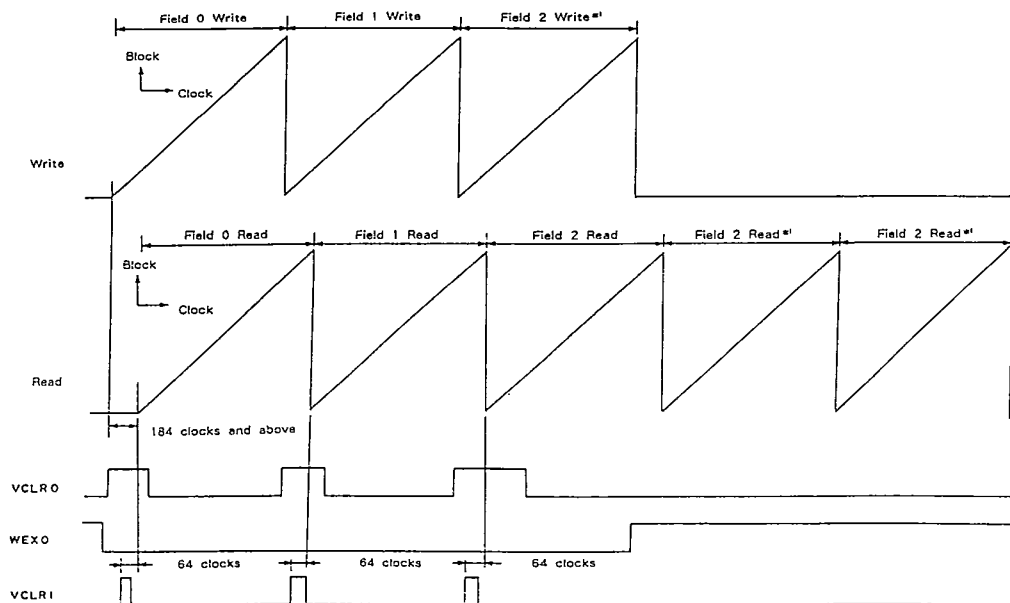 Field 0 Write Field 1 Write Field 2 Write*1
Block
Clock
Write
Field 0 Read Field 1 Read Field 2 Read Field 2 Read*1 Field 2 Read*1
Block
Clock
Read
184 clocks and above
VCLR0
WEX0
64 clocks 64 clocks 64 clocks
VCLR1